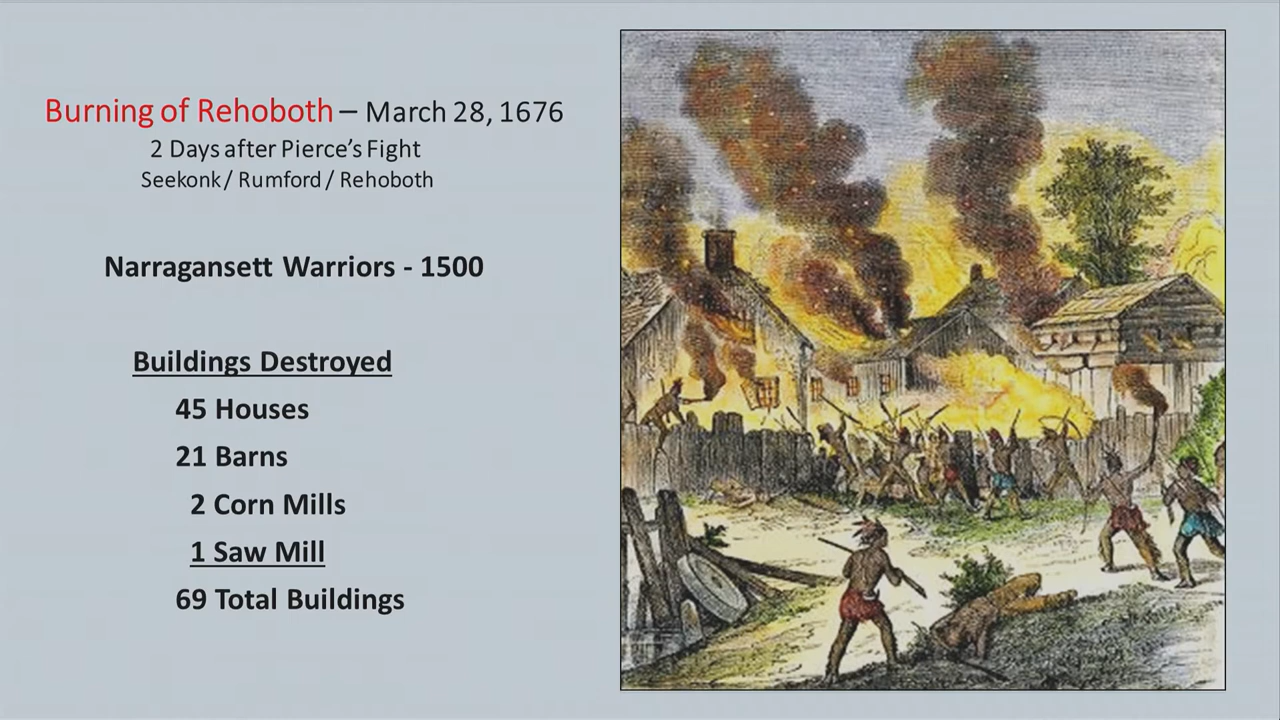 Burning of Rehoboth – March 28, 1676
2 Days after Pierce's Fight
Seekonk / Rumford / Rehoboth
Narragansett Warriors - 1500
Buildings Destroyed
45 Houses
21 Barns
2 Corn Mills
1 Saw Mill
69 Total Buildings